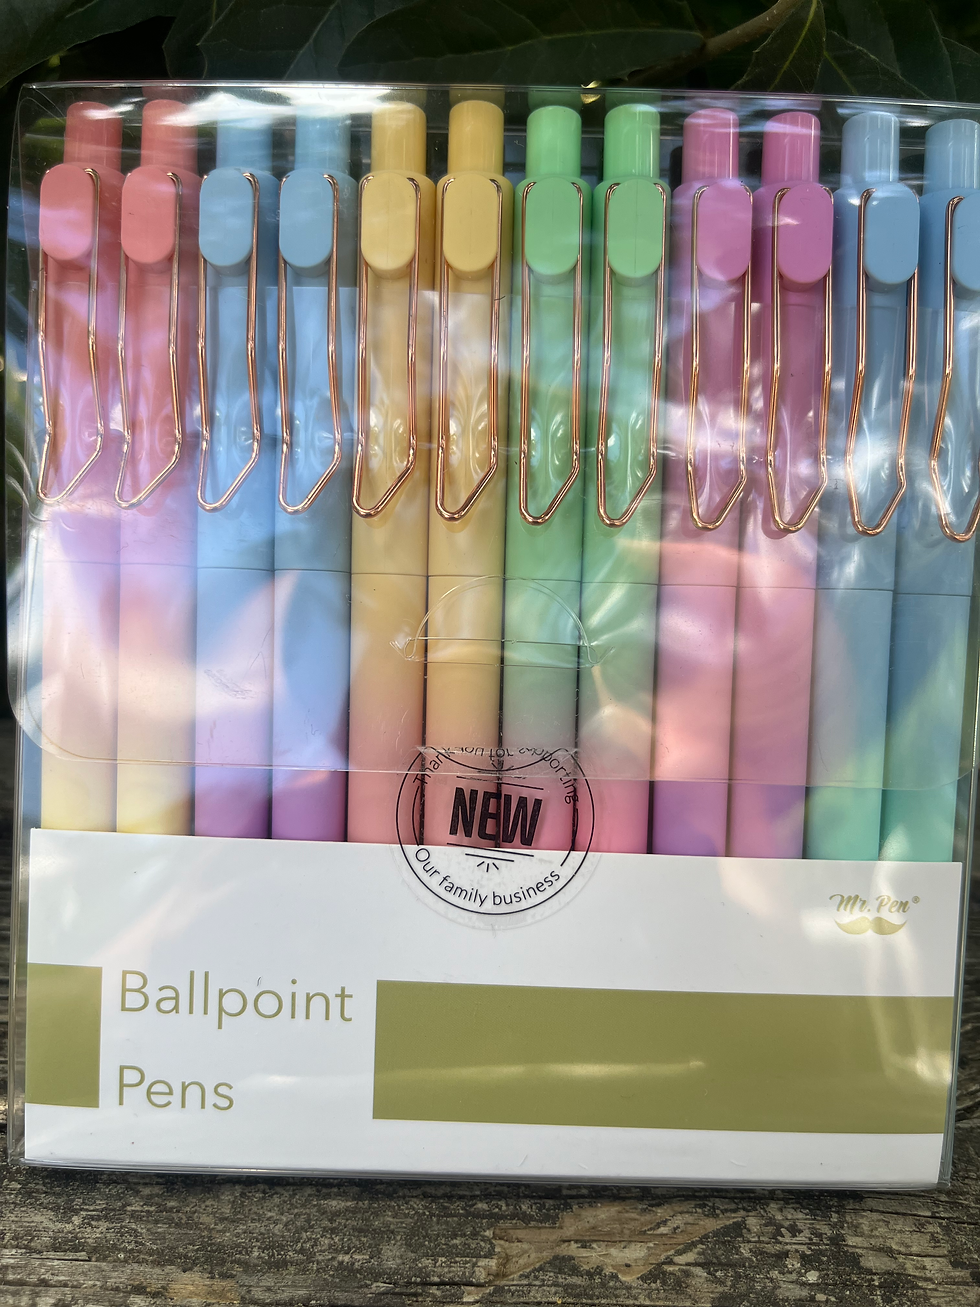 Thank you for supporting
NEW
Our family business
Mr. Pen®
Ballpoint
Pens